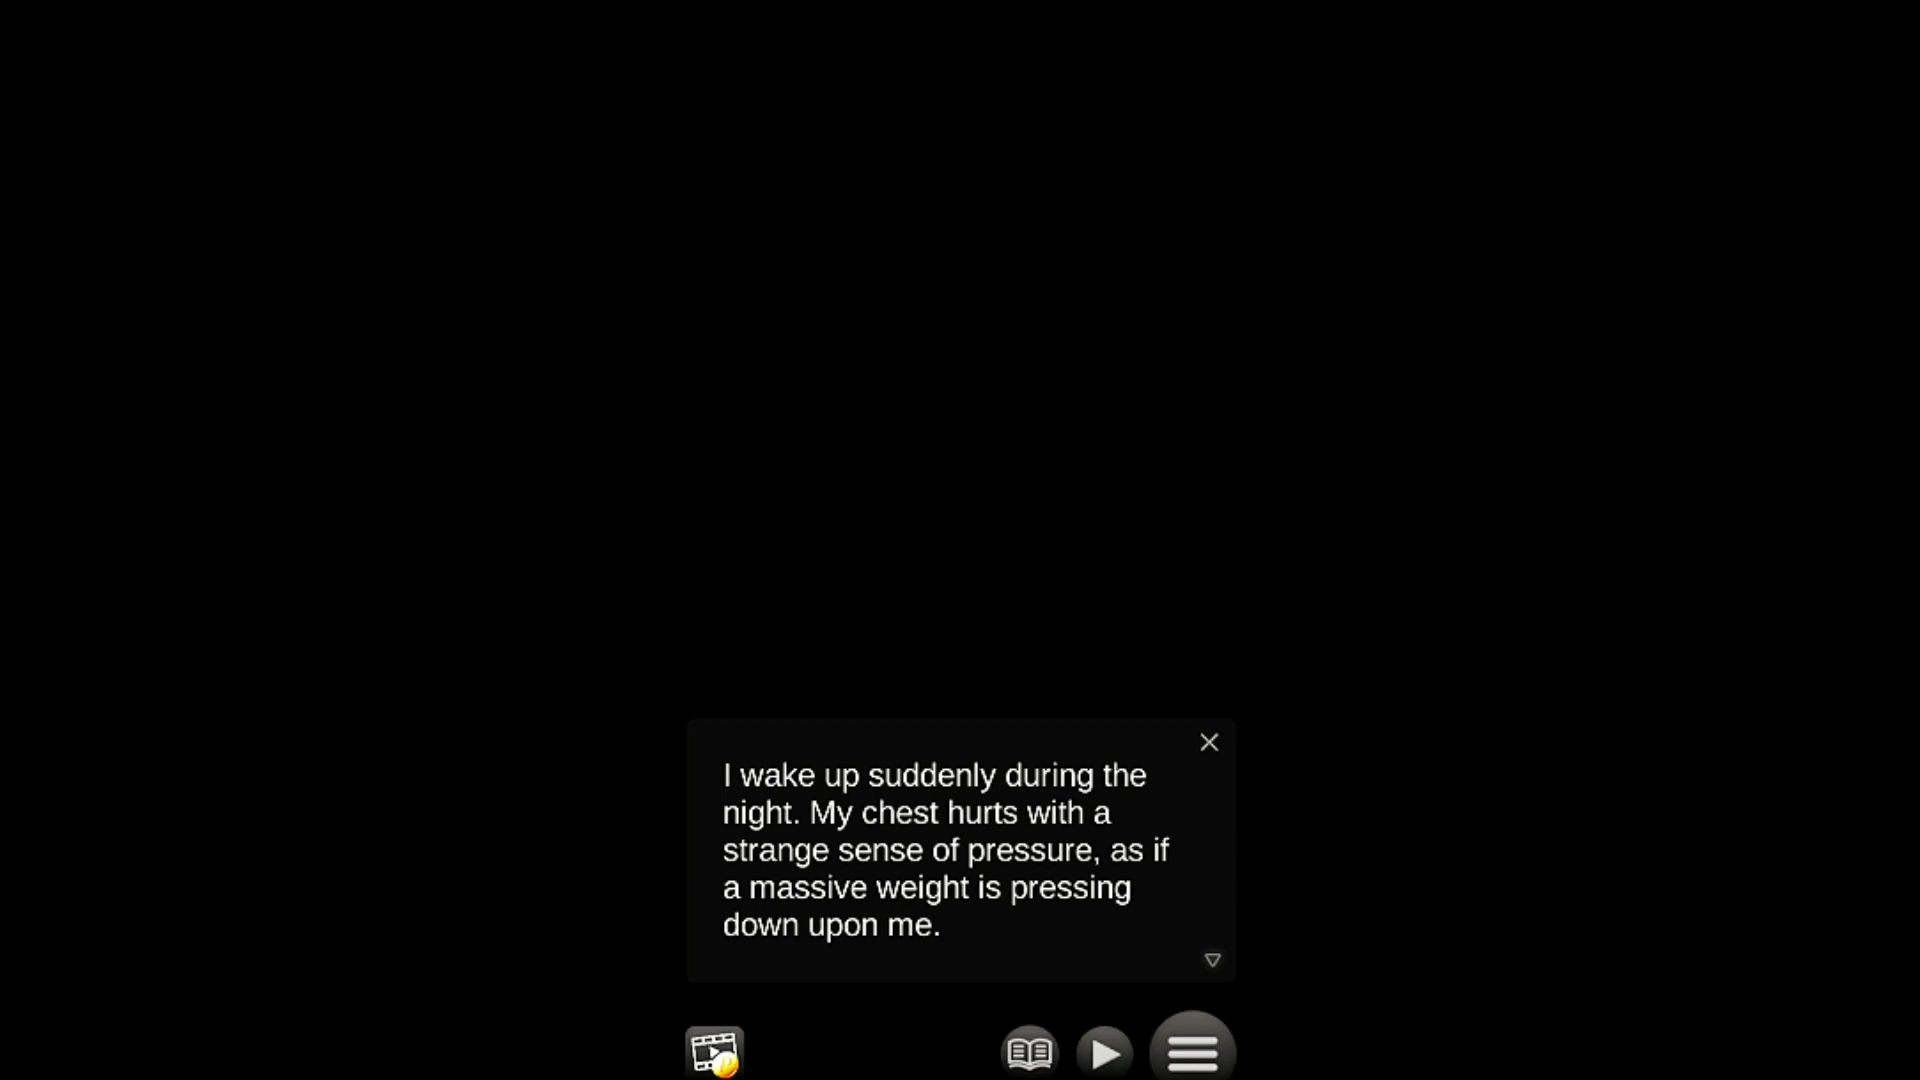 I wake up suddenly during the
night. My chest hurts with a
strange sense of pressure, as if
a massive weight is pressing
down upon me.